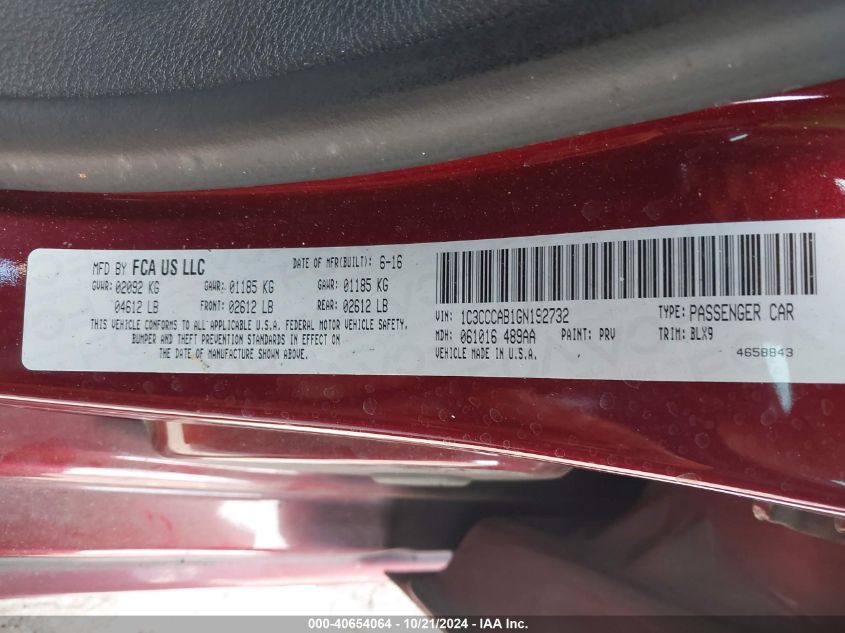 MFD BY FCA US LLC DATE OF MFR(BUILT): 6-16
GVWR: 02092 KG GAWR: 01185 KG GAWR: 01185 KG
04612 LB FRONT: 02612 LB REAR: 02612 LB
THIS VEHICLE CONFORMS TO ALL APPLICABLE U.S.A. FEDERAL MOTOR VEHICLE SAFETY,
BUMPER AND THEFT PREVENTION STANDARDS IN EFFECT ON
THE DATE OF MANUFACTURE SHOWN ABOVE.
VIN: 1C3CCCAB1GN192732 TYPE: PASSENGER CAR
MDH: 061016 489AA PAINT: PRV TRIM: BLX9
VEHICLE MADE IN U.S.A. 4658843
000-40654064 - 10/21/2024 - IAA Inc.